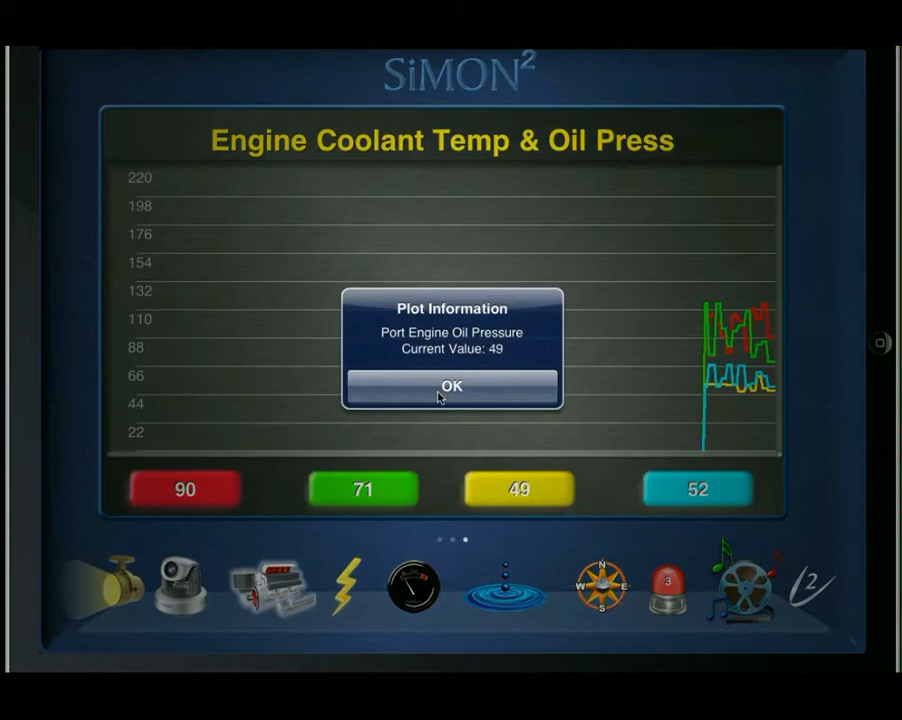 SiMON²
Engine Coolant Temp & Oil Press
220
198
176
154
132
110
88
66
44
22
Plot Information
Port Engine Oil Pressure
Current Value: 49
OK
90 71 49 52
N
W E
S
3
2